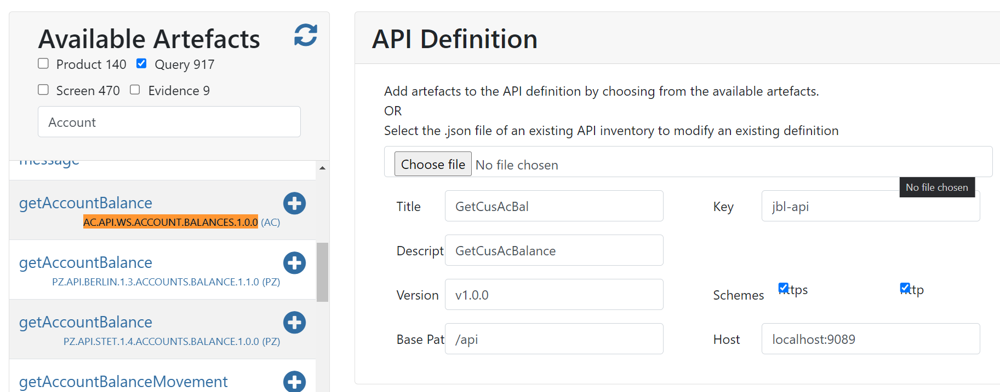 Available Artefacts
Product 140 Query 917
Screen 470 Evidence 9
Account
message
getAccountBalance
AC.API.WS.ACCOUNT.BALANCES.1.0.0 (AC)
getAccountBalance
PZ.API.BERLIN.1.3.ACCOUNTS.BALANCE.1.1.0 (PZ)
getAccountBalance
PZ.API.STET.1.4.ACCOUNTS.BALANCE.1.0.0 (PZ)
getAccountBalanceMovement
API Definition
Add artefacts to the API definition by choosing from the available artefacts.
OR
Select the .json file of an existing API inventory to modify an existing definition
Choose file No file chosen
No file chosen
Title GetCusAcBal Key jbl-api
Descript GetCusAcBalance
Version v1.0.0 Schemes https http
Base Pat /api Host localhost:9089